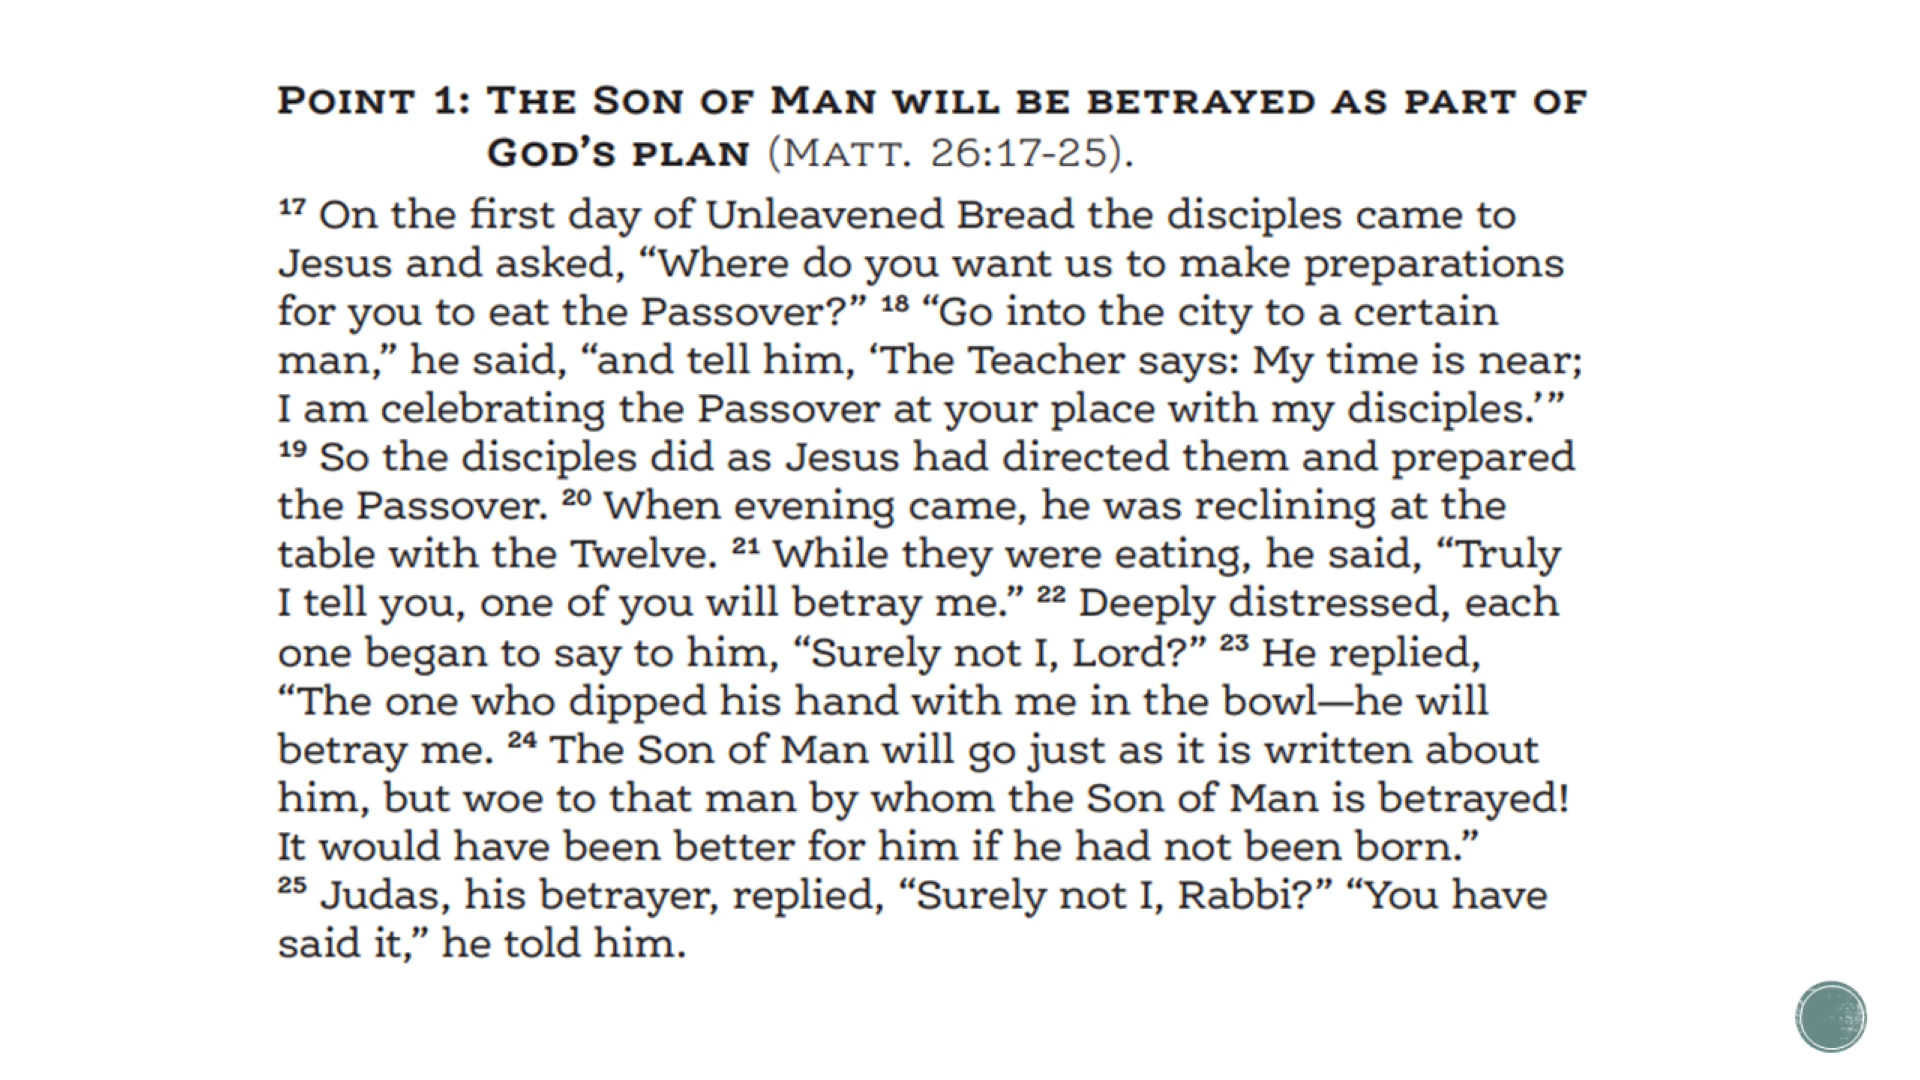 POINT 1: THE SON OF MAN WILL BE BETRAYED AS PART OF
GOD’S PLAN (MATT. 26:17-25).
17 On the first day of Unleavened Bread the disciples came to
Jesus and asked, “Where do you want us to make preparations
for you to eat the Passover?” 18 “Go into the city to a certain
man,” he said, “and tell him, ‘The Teacher says: My time is near;
I am celebrating the Passover at your place with my disciples.’”
19 So the disciples did as Jesus had directed them and prepared
the Passover. 20 When evening came, he was reclining at the
table with the Twelve. 21 While they were eating, he said, “Truly
I tell you, one of you will betray me.” 22 Deeply distressed, each
one began to say to him, “Surely not I, Lord?” 23 He replied,
“The one who dipped his hand with me in the bowl—he will
betray me. 24 The Son of Man will go just as it is written about
him, but woe to that man by whom the Son of Man is betrayed!
It would have been better for him if he had not been born.”
25 Judas, his betrayer, replied, “Surely not I, Rabbi?” “You have
said it,” he told him.